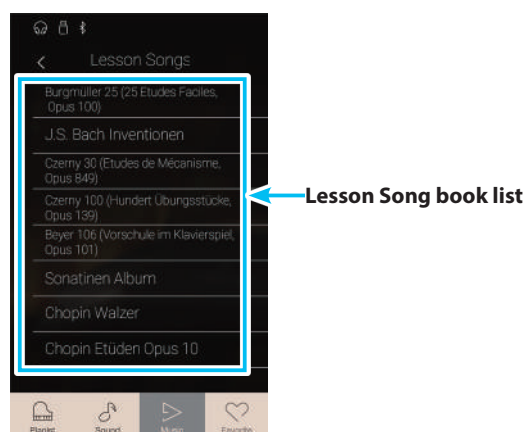 Lesson Songs
Burgmüller 25 (25 Etudes Faciles,
Opus 100)
J.S. Bach Inventionen
Czerny 30 (Etudes de Mécanisme,
Opus 849)
Czerny 100 (Hundert Übungsstücke,
Opus 139)
Beyer 106 (Vorschule im Klavierspiel,
Opus 101)
Sonatinen Album
Chopin Walzer
Chopin Etüden Opus 10
Lesson Song book list
Pianist Sound Music Favorite